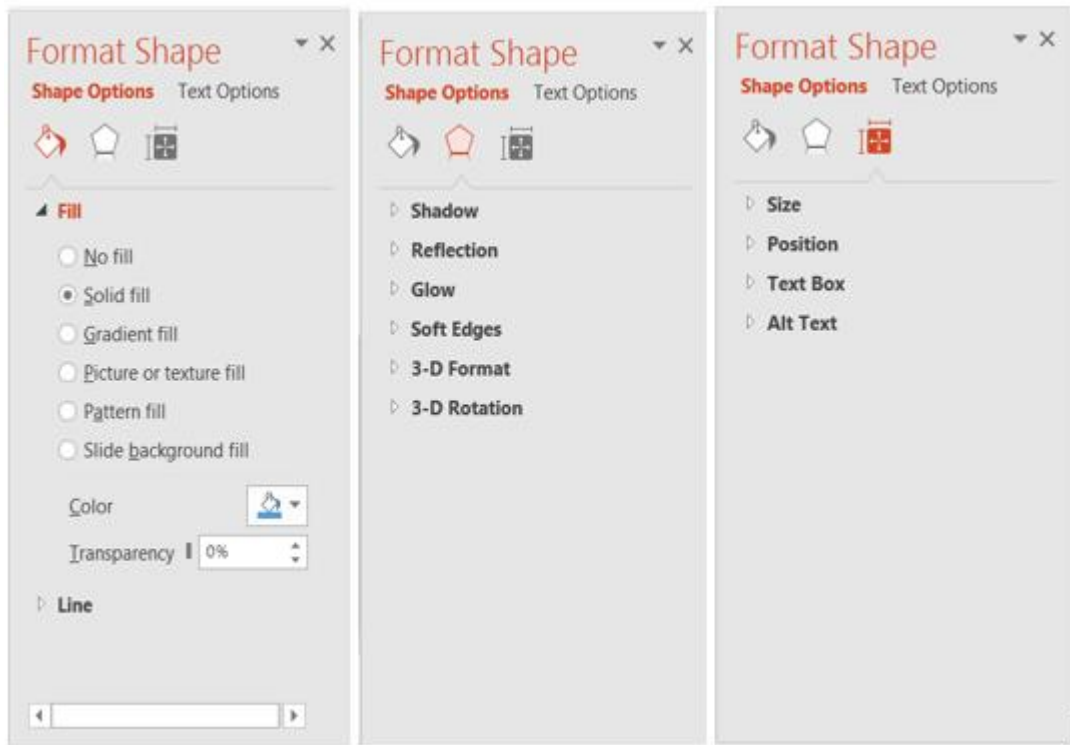 Format Shape
Shape Options Text Options
Fill
No fill
Solid fill
Gradient fill
Picture or texture fill
Pattern fill
Slide background fill
Color
Transparency 0%
Line
Format Shape
Shape Options Text Options
Shadow
Reflection
Glow
Soft Edges
3-D Format
3-D Rotation
Format Shape
Shape Options Text Options
Size
Position
Text Box
Alt Text